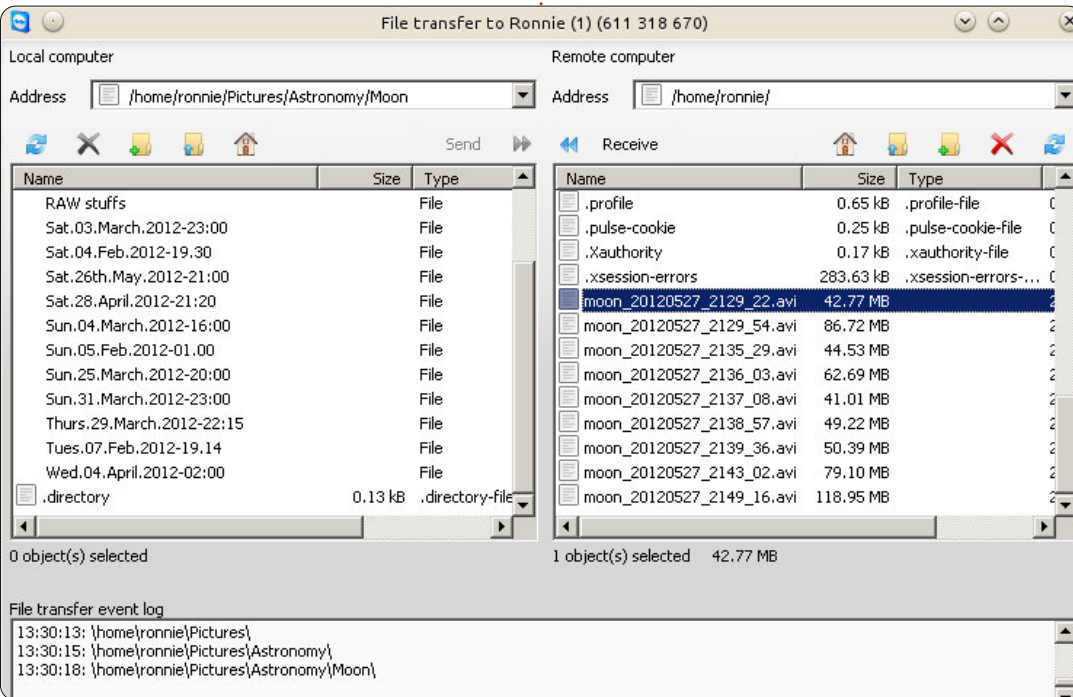 File transfer to Ronnie (1) (611 318 670)
Local computer
Address /home/ronnie/Pictures/Astronomy/Moon
Send
Name Size Type
RAW stuffs File
Sat.03.March.2012-23:00 File
Sat.04.Feb.2012-19.30 File
Sat.26th.May.2012-21:00 File
Sat.28.April.2012-21:20 File
Sun.04.March.2012-16:00 File
Sun.05.Feb.2012-01.00 File
Sun.25.March.2012-20:00 File
Sun.31.March.2012-23:00 File
Thurs.29.March.2012-22:15 File
Tues.07.Feb.2012-19.14 File
Wed.04.April.2012-02:00 File
.directory 0.13 kB .directory-file
0 object(s) selected
Remote computer
Address /home/ronnie/
Receive
Name Size Type
.profile 0.65 kB .profile-file
.pulse-cookie 0.25 kB .pulse-cookie-file
.Xauthority 0.17 kB .xauthority-file
.xsession-errors 283.63 kB .xsession-errors-...
moon_20120527_2129_22.avi 42.77 MB
moon_20120527_2129_54.avi 86.72 MB
moon_20120527_2135_29.avi 44.53 MB
moon_20120527_2136_03.avi 62.69 MB
moon_20120527_2137_08.avi 41.01 MB
moon_20120527_2138_57.avi 49.22 MB
moon_20120527_2139_36.avi 50.39 MB
moon_20120527_2143_02.avi 79.10 MB
moon_20120527_2149_16.avi 118.95 MB
1 object(s) selected 42.77 MB
File transfer event log
13:30:13: \home\ronnie\Pictures\
13:30:15: \home\ronnie\Pictures\Astronomy\
13:30:18: \home\ronnie\Pictures\Astronomy\Moon\